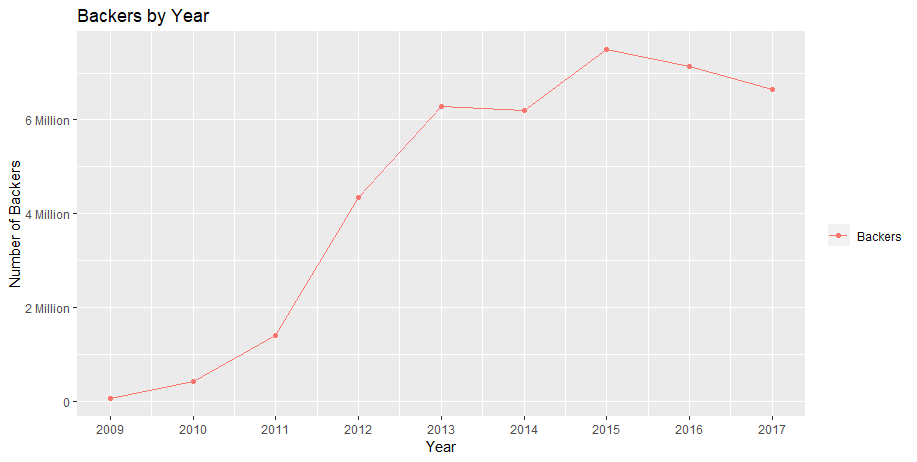 Backers by Year
Number of Backers
6 Million
4 Million
2 Million
0
2009 2010 2011 2012 2013 2014 2015 2016 2017
Year
Backers